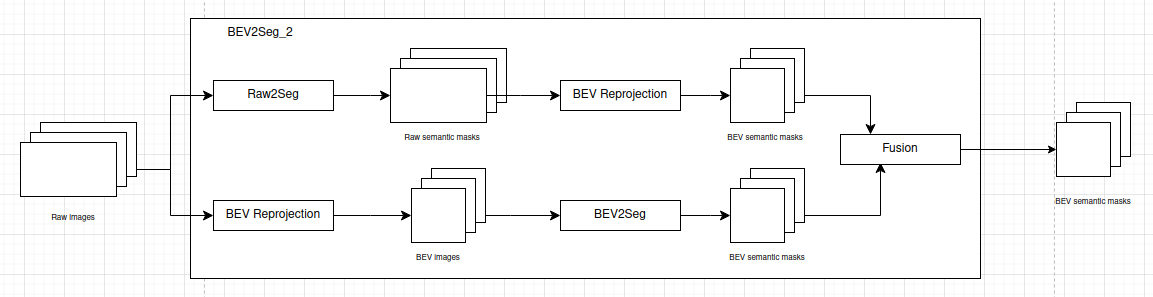 BEV2Seg_2
Raw2Seg
Raw semantic masks
BEV Reprojection
BEV semantic masks
Raw images
Fusion
BEV semantic masks
BEV Reprojection
BEV images
BEV2Seg
BEV semantic masks